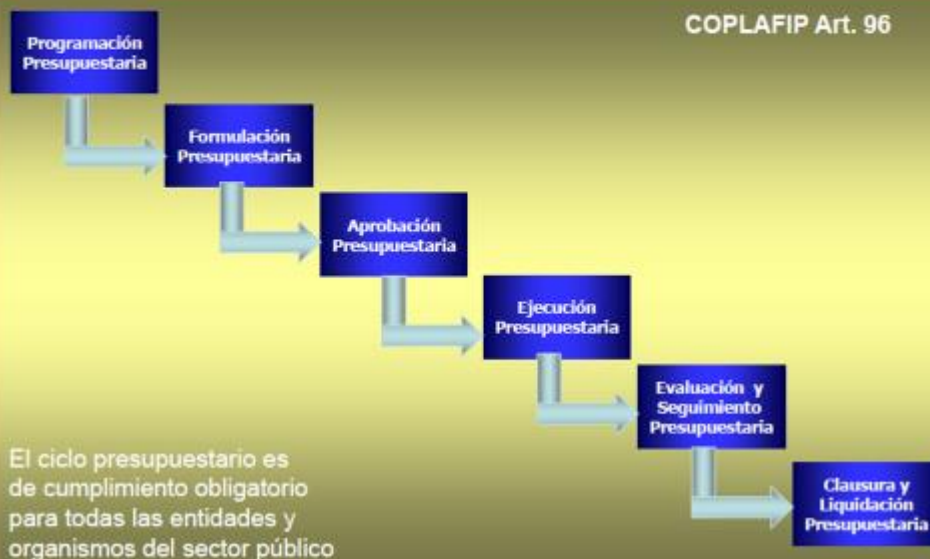 COPLAFIP Art. 96
Programación
Presupuestaria
Formulación
Presupuestaria
Aprobación
Presupuestaria
Ejecución
Presupuestaria
Evaluación y
Seguimiento
Presupuestaria
Clausura y
Liquidación
Presupuestaria
El ciclo presupuestario es
de cumplimiento obligatorio
para todas las entidades y
organismos del sector público